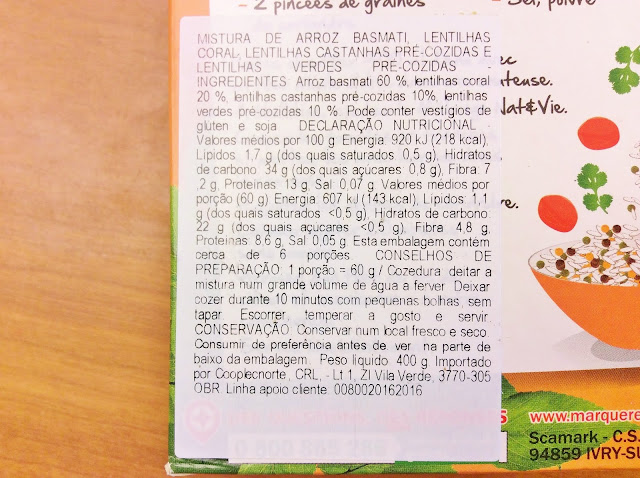 - 2 pincées de graines
- Sel, poivre
MISTURA DE ARROZ BASMATI, LENTILHAS
CORAL, LENTILHAS CASTANHAS PRÉ-COZIDAS E
LENTILHAS VERDES PRÉ-COZIDAS -
INGREDIENTES: Arroz basmati 60 %, lentilhas coral
20 %, lentilhas castanhas pré-cozidas 10%, lentilhas
verdes pré-cozidas 10 %. Pode conter vestígios de
glúten e soja. DECLARAÇÃO NUTRICIONAL -
Valores médios por 100 g: Energia: 920 kJ (218 kcal),
Lípidos: 1,7 g (dos quais saturados: 0,5 g), Hidratos
de carbono: 34 g (dos quais açúcares: 0,8 g), Fibra: 7
,2 g, Proteínas: 13 g, Sal: 0,07 g. Valores médios por
porção (60 g): Energia: 607 kJ (143 kcal), Lípidos: 1,1
g (dos quais saturados: <0,5 g), Hidratos de carbono:
22 g (dos quais açucares: <0,5 g), Fibra: 4,8 g,
Proteínas: 8,6 g, Sal: 0,05 g. Esta embalagem contém
cerca de 6 porções. CONSELHOS DE
PREPARAÇÃO: 1 porção = 60 g / Cozedura: deitar a
mistura num grande volume de água a ferver. Deixar
cozer durante 10 minutos com pequenas bolhas, sem
tapar. Escorrer, temperar a gosto e servir.
CONSERVAÇÃO: Conservar num local fresco e seco.
Consumir de preferência antes de: ver na parte de
baixo da embalagem. Peso líquido: 400 g. Importado
por Cooplecnorte, CRL, - Lt 1, ZI Vila Verde, 3770-305
OBR. Linha apoio cliente: 0080020162016
ec
ntense.
Nat&Vie.
re.
www.marquere
Scamark - C.S.
94859 IVRY-SU